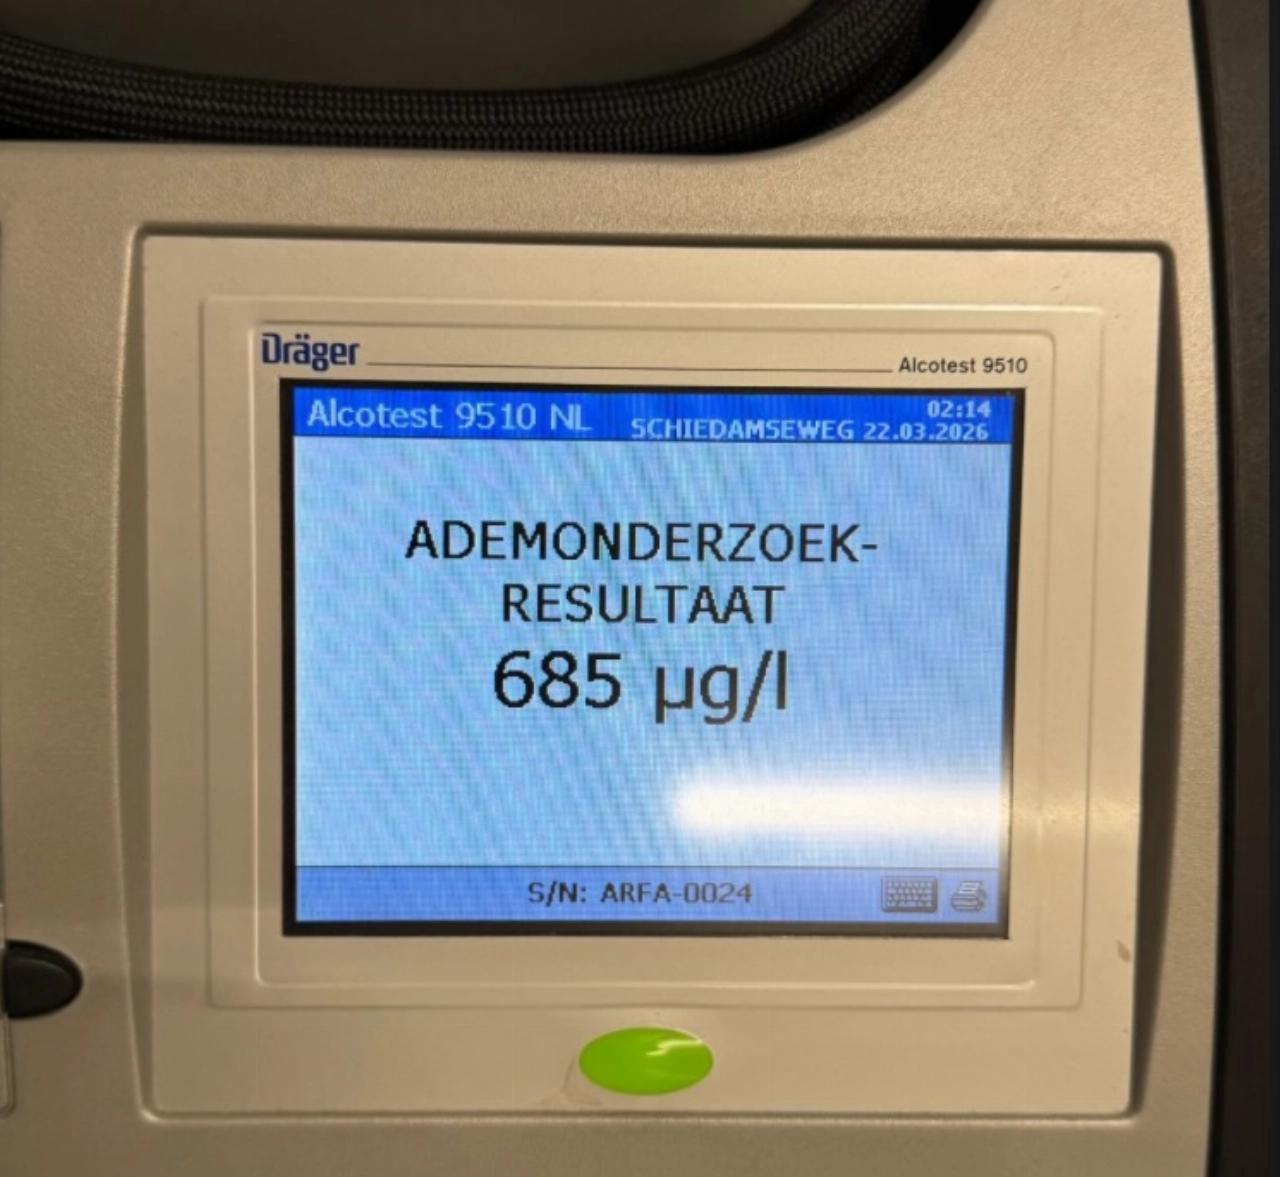 Dräger
Alcotest 9510
Alcotest 9510 NL
02:14
SCHIEDAMSEWEG 22.03.2026
ADEMONDERZOEK-
RESULTAAT
685 µg/l
S/N: ARFA-0024